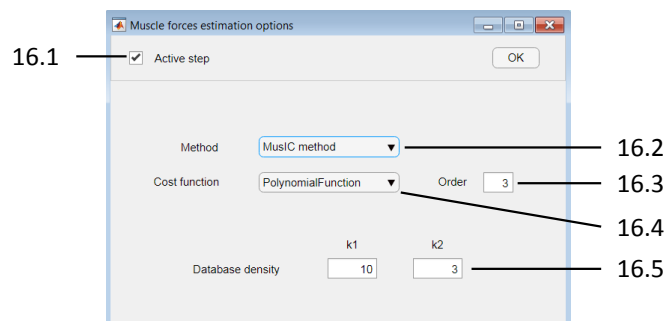 Muscle forces estimation options
16.1
Active step
OK
Method
MusIC method
16.2
Cost function
PolynomialFunction
Order
3
16.3
16.4
k1
k2
Database density
10
3
16.5